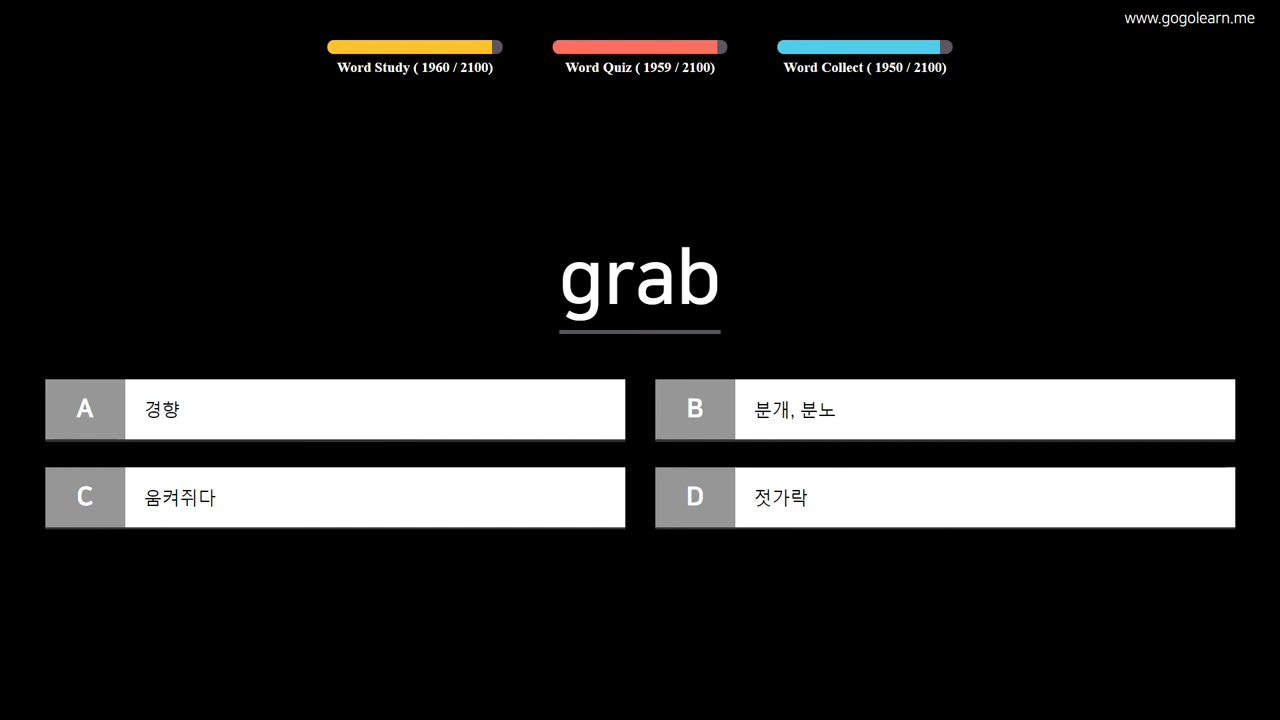 www.gogolearn.me
Word Study ( 1960 / 2100)
Word Quiz ( 1959 / 2100)
Word Collect ( 1950 / 2100)
grab
A 경향
B 분개, 분노
C 움켜쥐다
D 젓가락